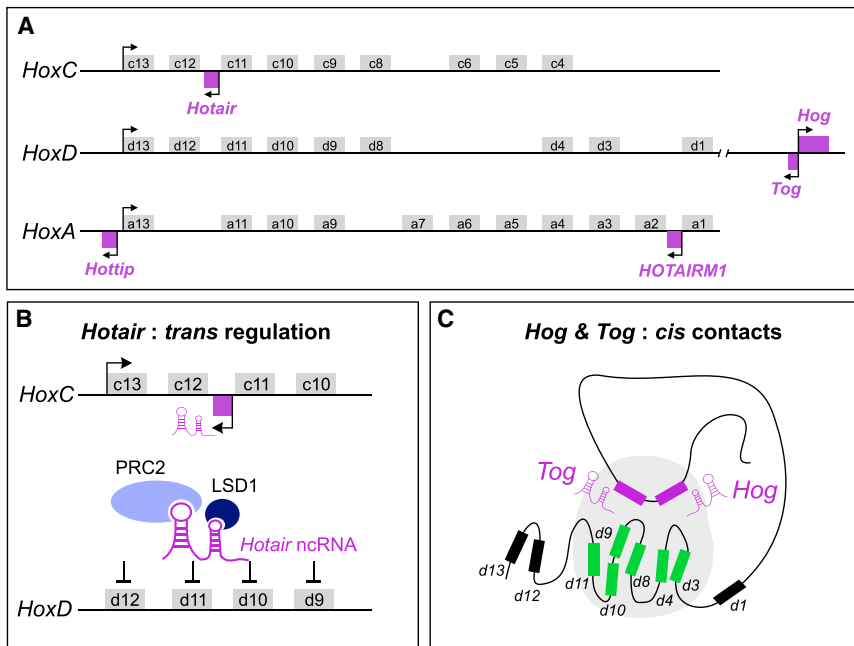 A
HoxC c13 c12 c11 c10 c9 c8 c6 c5 c4
Hotair
Hog
HoxD d13 d12 d11 d10 d9 d8 d4 d3 d1
Tog
HoxA a13 a11 a10 a9 a7 a6 a5 a4 a3 a2 a1
Hottip HOTAIRM1
B
Hotair : trans regulation
HoxC c13 c12 c11 c10
PRC2
LSD1
Hotair ncRNA
HoxD d12 d11 d10 d9
C
Hog & Tog : cis contacts
Tog Hog
d9
d13 d12 d11 d10 d8 d4 d3 d1